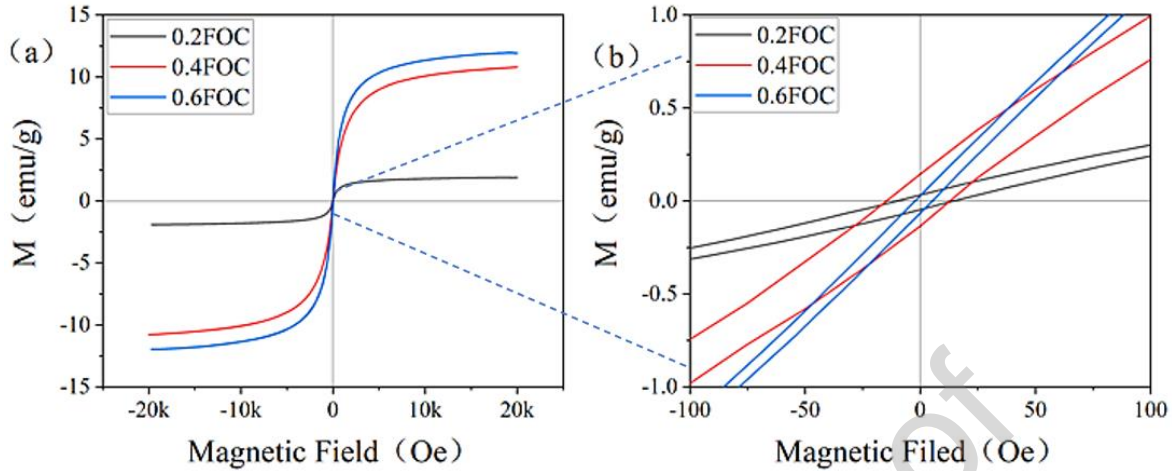 (a)
0.2FOC
0.4FOC
0.6FOC
15
10
5
0
-5
-10
-15
-20k -10k 0 10k 20k
M（emu/g）
Magnetic Field（Oe）
(b)
0.2FOC
0.4FOC
0.6FOC
1.0
0.5
0.0
-0.5
-1.0
-100 -50 0 50 100
M（emu/g）
Magnetic Filed（Oe）
of